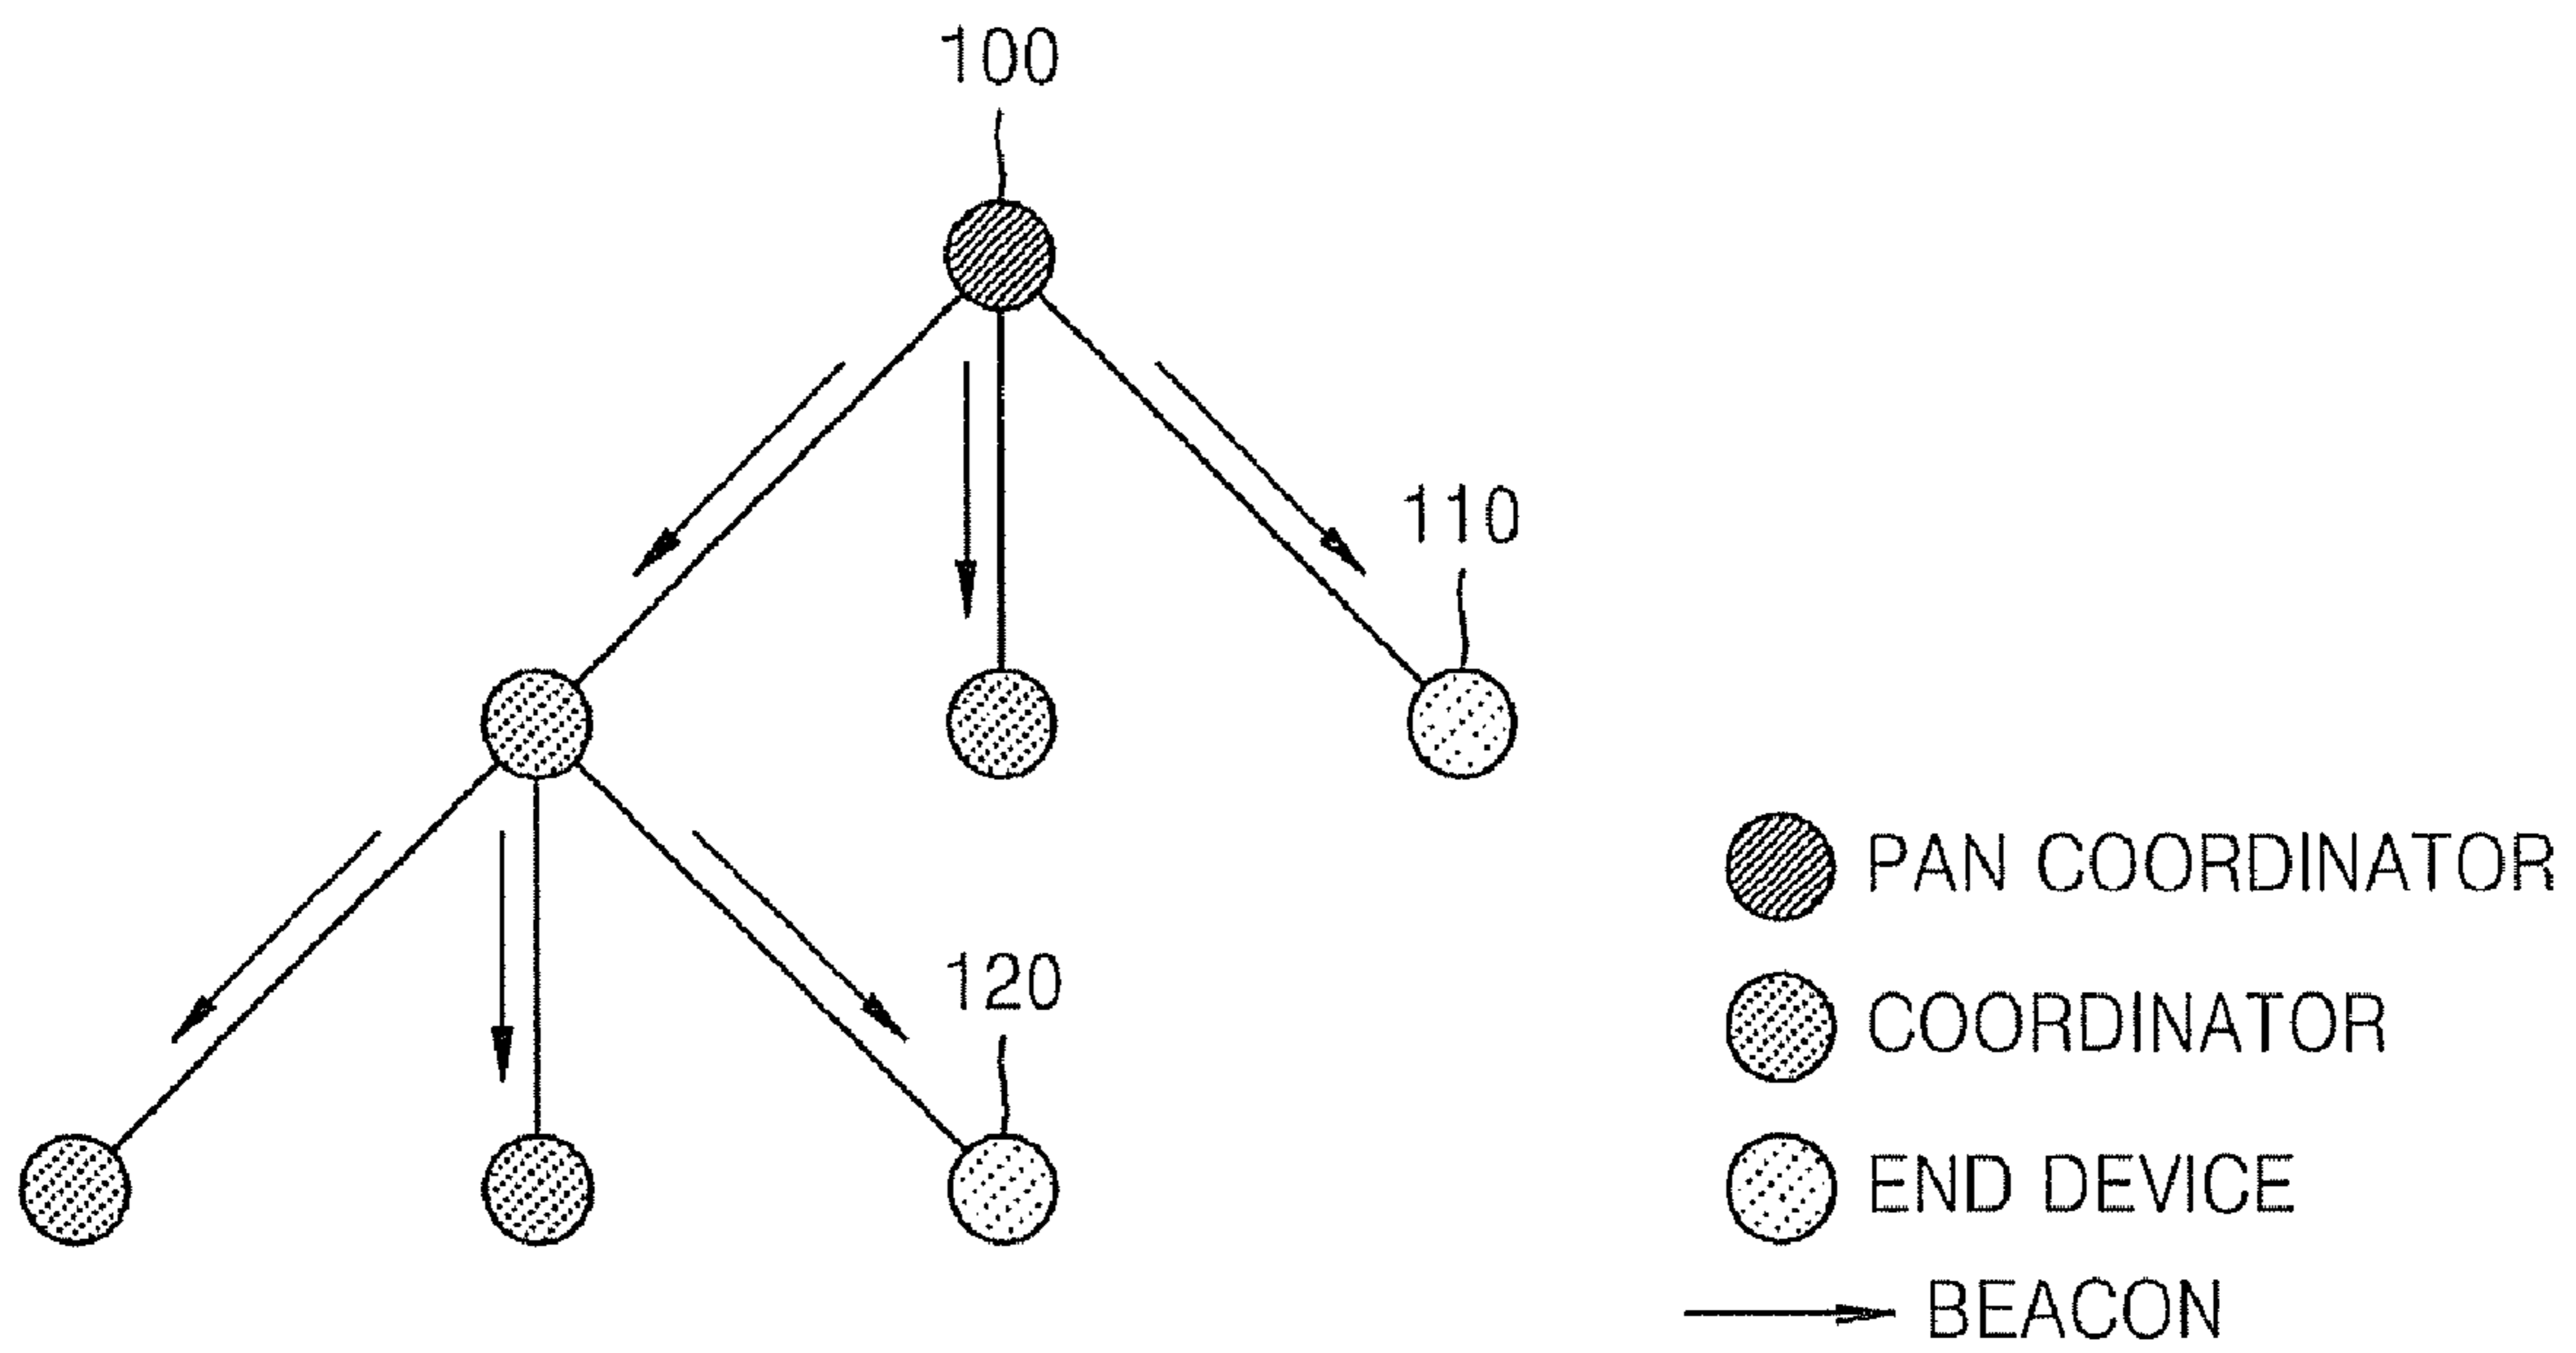 100
110
PAN COORDINATOR
120
COORDINATOR
END DEVICE
BEACON